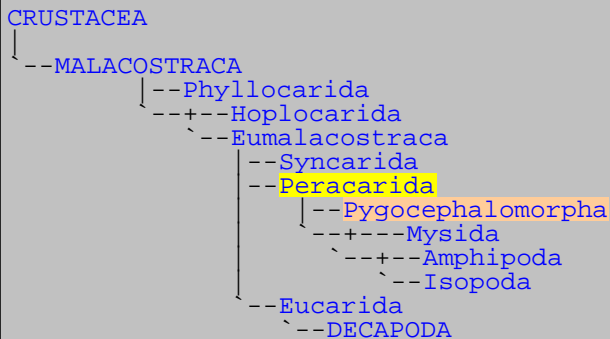 CRUSTACEA
|
`--MALACOSTRACA
          |--Phyllocarida
          `--+--Hoplocarida
             `--Eumalacostraca
                |--Syncarida
                |--Peracarida
                |    |--Pygocephalomorpha
                |    `--+---Mysida
                |       `--+--Amphipoda
                |          `--Isopoda
                `--Eucarida
                   `--DECAPODA